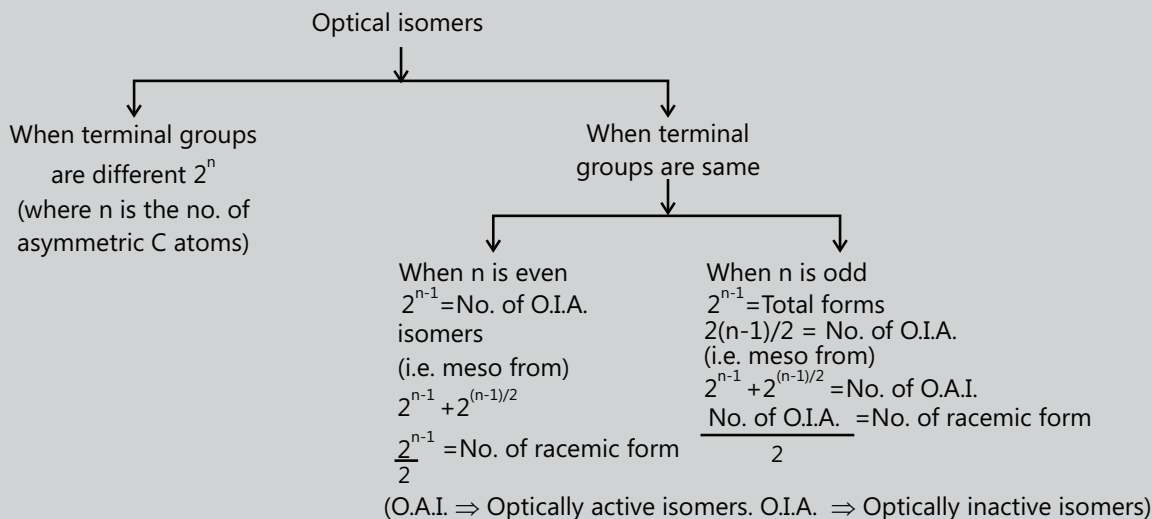 Optical isomers
When terminal groups
are different 2^n
(where n is the no. of
asymmetric C atoms)
When terminal
groups are same
When n is even
2^{n-1}=No. of O.I.A.
isomers
(i.e. meso from)
2^{n-1} +2^{(n-1)/2}
2^{n-1}/2 =No. of racemic form
When n is odd
2^{n-1}=Total forms
2(n-1)/2 = No. of O.I.A.
(i.e. meso from)
2^{n-1} +2^{(n-1)/2} =No. of O.A.I.
No. of O.I.A./2 =No. of racemic form
(O.A.I. ⇒ Optically active isomers. O.I.A. ⇒ Optically inactive isomers)